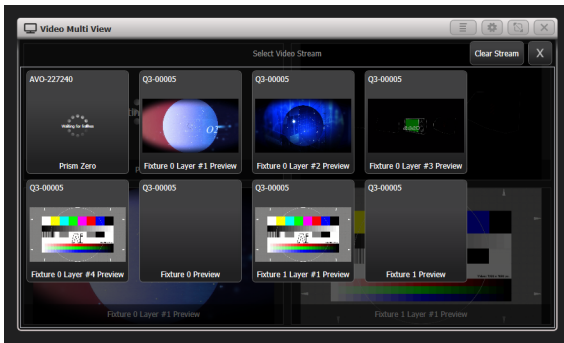 Video Multi View
Select Video Stream
Clear Stream
X
AVO-227240
Q3-00005
Q3-00005
Q3-00005
Waiting for frames
Prism Zero
Fixture 0 Layer #1 Preview
Fixture 0 Layer #2 Preview
Fixture 0 Layer #3 Preview
Q3-00005
Q3-00005
Q3-00005
Q3-00005
Fixture 0 Layer #4 Preview
Fixture 0 Preview
Fixture 1 Layer #1 Preview
Fixture 1 Preview
Fixture 0 Layer #1 Preview
Fixture 1 Layer #1 Preview